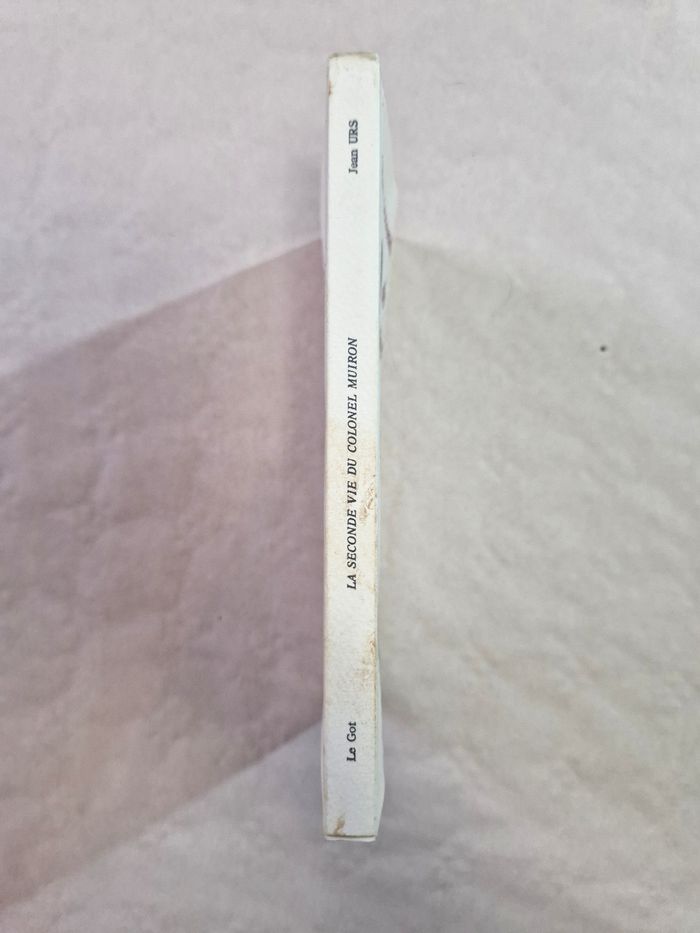 Jean URS
LA SECONDE VIE DU COLONEL MUIRON
Le Got